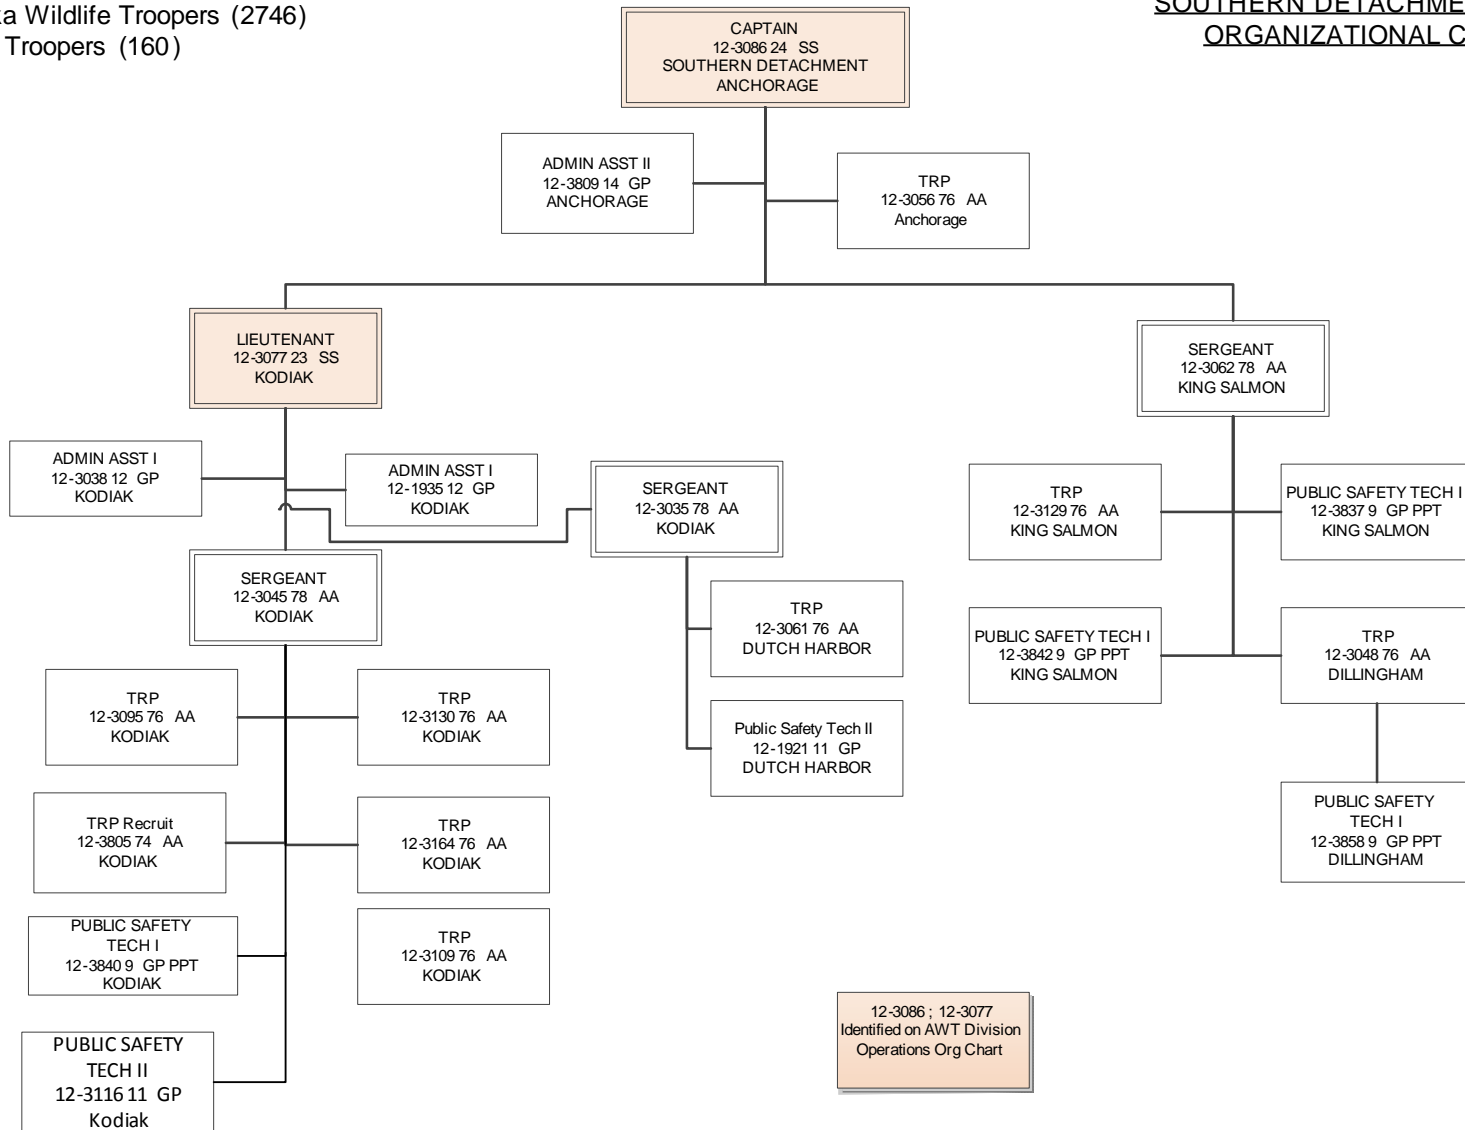 ka Wildlife Troopers (2746)
Troopers (160)
SOUTHERN DETACHME
ORGANIZATIONAL C
CAPTAIN
12-3086 24 SS
SOUTHERN DETACHMENT
ANCHORAGE
ADMIN ASST II
12-3809 14 GP
ANCHORAGE
TRP
12-3056 76 AA
Anchorage
LIEUTENANT
12-3077 23 SS
KODIAK
SERGEANT
12-3062 78 AA
KING SALMON
ADMIN ASST I
12-3038 12 GP
KODIAK
ADMIN ASST I
12-1935 12 GP
KODIAK
SERGEANT
12-3035 78 AA
KODIAK
TRP
12-3129 76 AA
KING SALMON
PUBLIC SAFETY TECH I
12-3837 9 GP PPT
KING SALMON
SERGEANT
12-3045 78 AA
KODIAK
TRP
12-3061 76 AA
DUTCH HARBOR
PUBLIC SAFETY TECH I
12-3842 9 GP PPT
KING SALMON
TRP
12-3048 76 AA
DILLINGHAM
TRP
12-3095 76 AA
KODIAK
TRP
12-3130 76 AA
KODIAK
Public Safety Tech II
12-1921 11 GP
DUTCH HARBOR
TRP Recruit
12-3805 74 AA
KODIAK
TRP
12-3164 76 AA
KODIAK
PUBLIC SAFETY
TECH I
12-3858 9 GP PPT
DILLINGHAM
PUBLIC SAFETY
TECH I
12-3840 9 GP PPT
KODIAK
TRP
12-3109 76 AA
KODIAK
12-3086 ; 12-3077
Identified on AWT Division
Operations Org Chart
PUBLIC SAFETY
TECH II
12-3116 11 GP
Kodiak